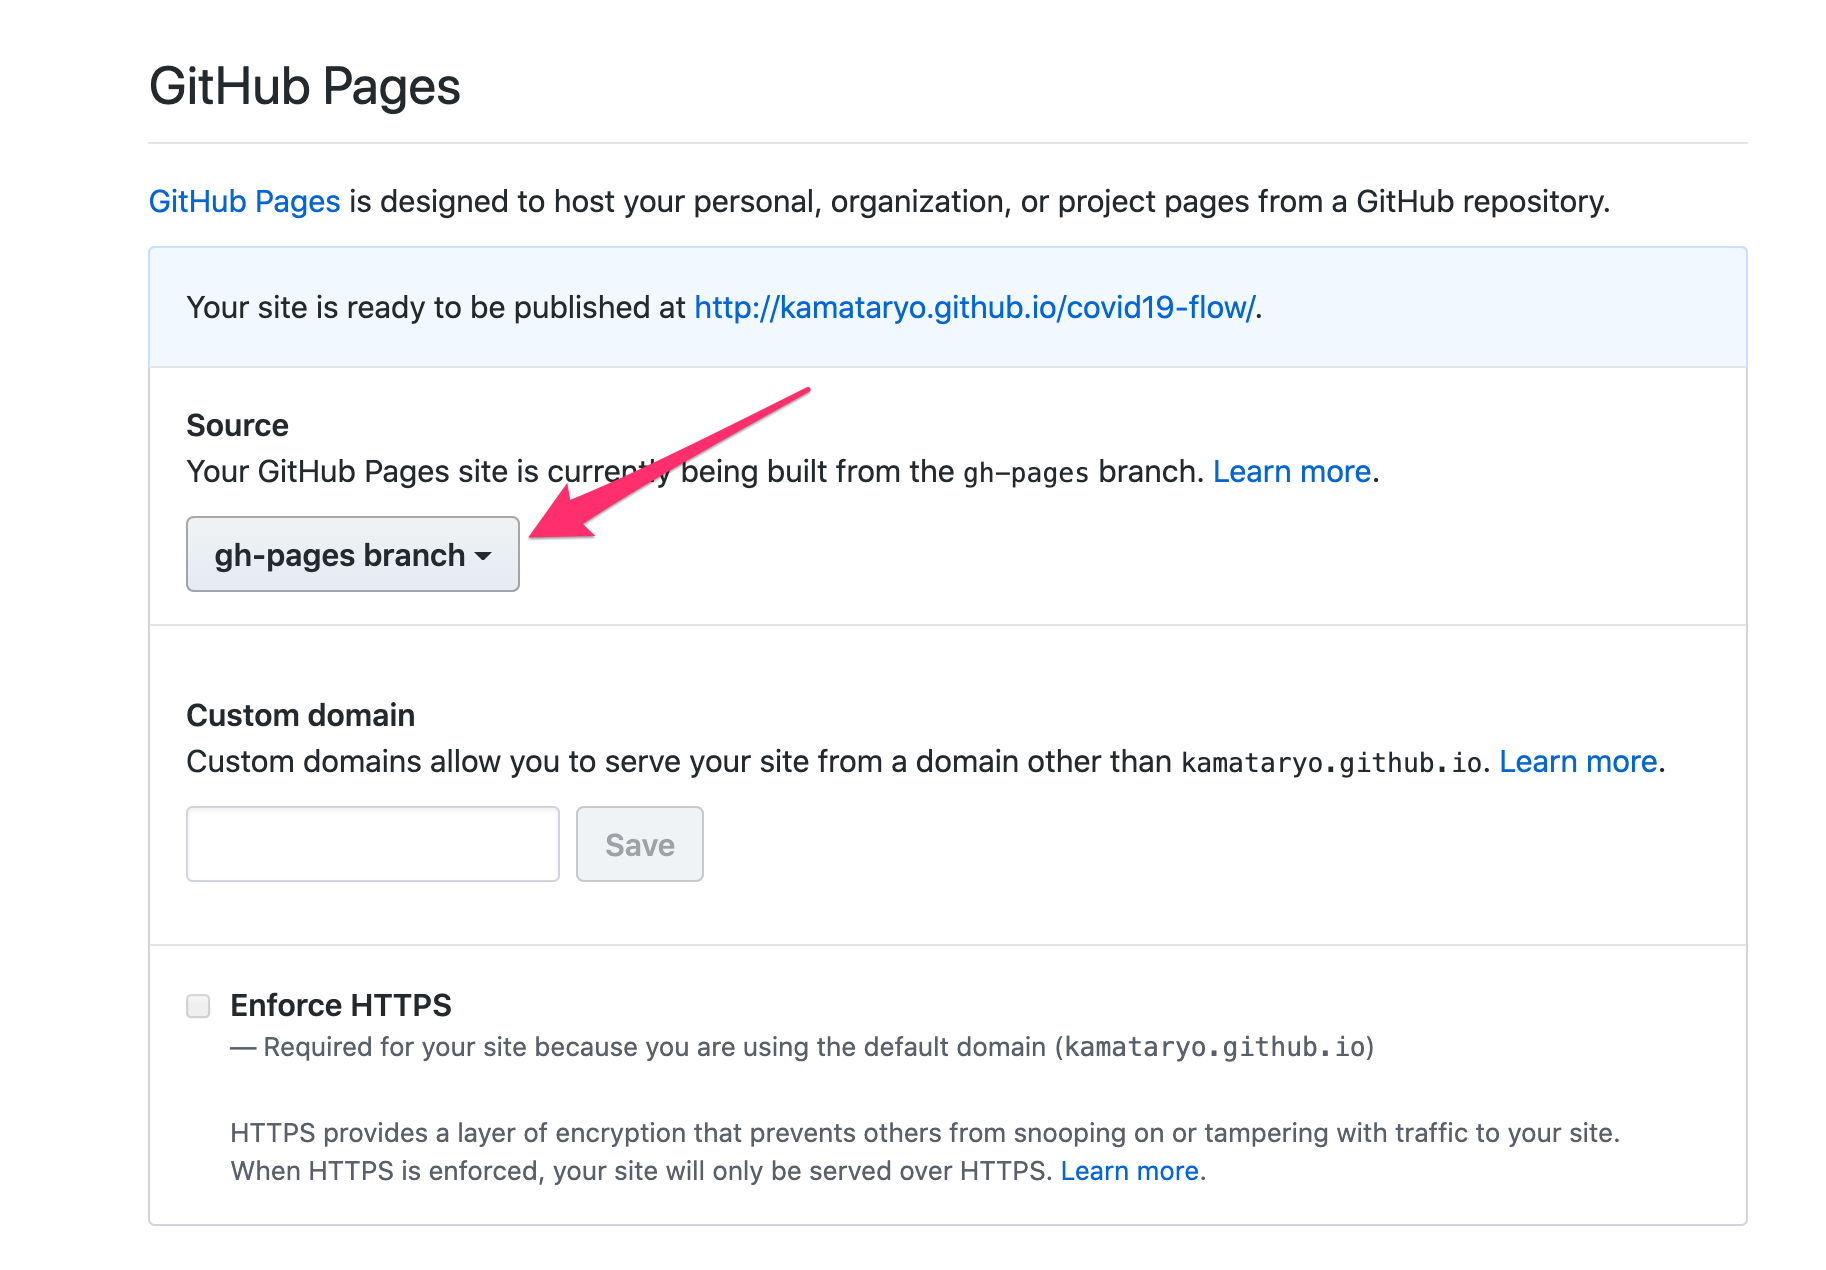 GitHub Pages
GitHub Pages is designed to host your personal, organization, or project pages from a GitHub repository.
Your site is ready to be published at http://kamataryo.github.io/covid19-flow/.
Source
Your GitHub Pages site is currently being built from the gh-pages branch. Learn more.
gh-pages branch
Custom domain
Custom domains allow you to serve your site from a domain other than kamataryo.github.io. Learn more.
Save
Enforce HTTPS
— Required for your site because you are using the default domain (kamataryo.github.io)
HTTPS provides a layer of encryption that prevents others from snooping on or tampering with traffic to your site.
When HTTPS is enforced, your site will only be served over HTTPS. Learn more.